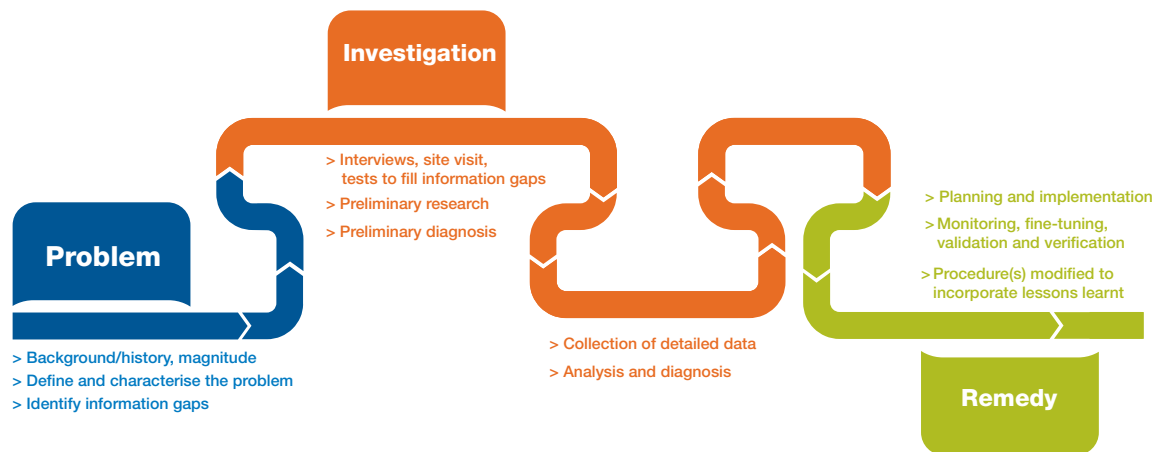 Investigation
> Interviews, site visit,
tests to fill information gaps
> Preliminary research
> Preliminary diagnosis
Problem
> Background/history, magnitude
> Define and characterise the problem
> Identify information gaps
> Collection of detailed data
> Analysis and diagnosis
> Planning and implementation
> Monitoring, fine-tuning,
validation and verification
> Procedure(s) modified to
incorporate lessons learnt
Remedy